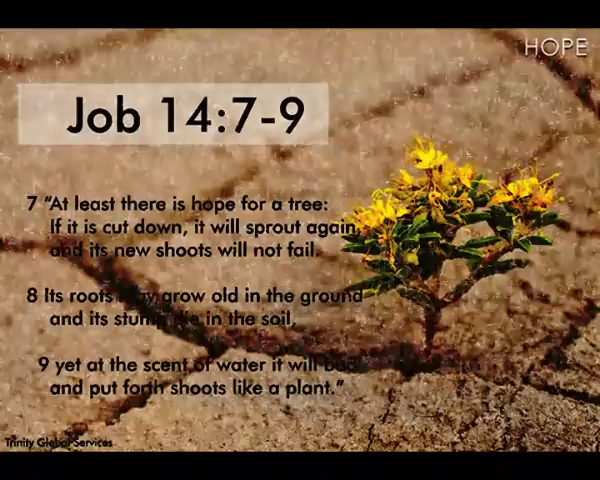 HOPE
Job 14:7-9
7 "At least there is hope for a tree:
If it is cut down, it will sprout again,
and its new shoots will not fail.
8 Its roots may grow old in the ground
and its stump die in the soil,
9 yet at the scent of water it will
and put forth shoots like a plant."
Trinity Global Services